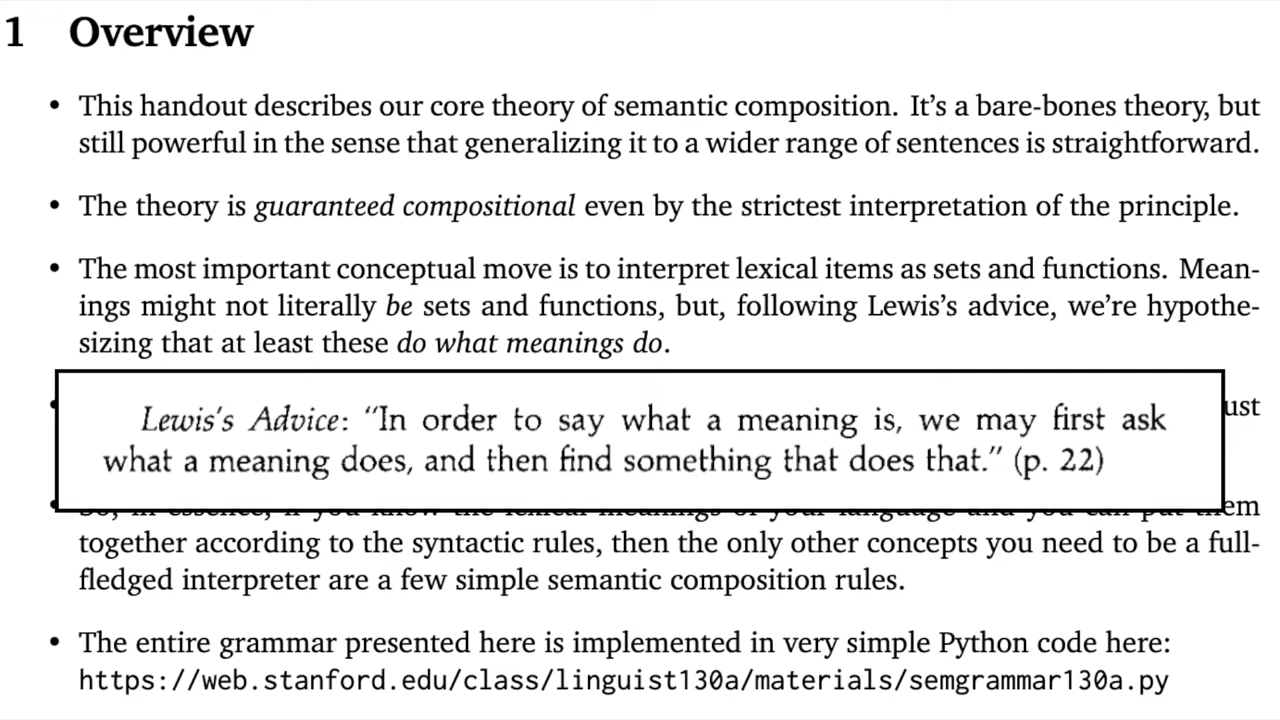 1 Overview
• This handout describes our core theory of semantic composition. It's a bare-bones theory, but
still powerful in the sense that generalizing it to a wider range of sentences is straightforward.
• The theory is guaranteed compositional even by the strictest interpretation of the principle.
• The most important conceptual move is to interpret lexical items as sets and functions. Mean-
ings might not literally be sets and functions, but, following Lewis's advice, we're hypothe-
sizing that at least these do what meanings do.
Lewis's Advice: “In order to say what a meaning is, we may first ask
what a meaning does, and then find something that does that.” (p. 22)
together according to the syntactic rules, then the only other concepts you need to be a full-
fledged interpreter are a few simple semantic composition rules.
• The entire grammar presented here is implemented in very simple Python code here:
https://web.stanford.edu/class/linguist130a/materials/semgrammar130a.py